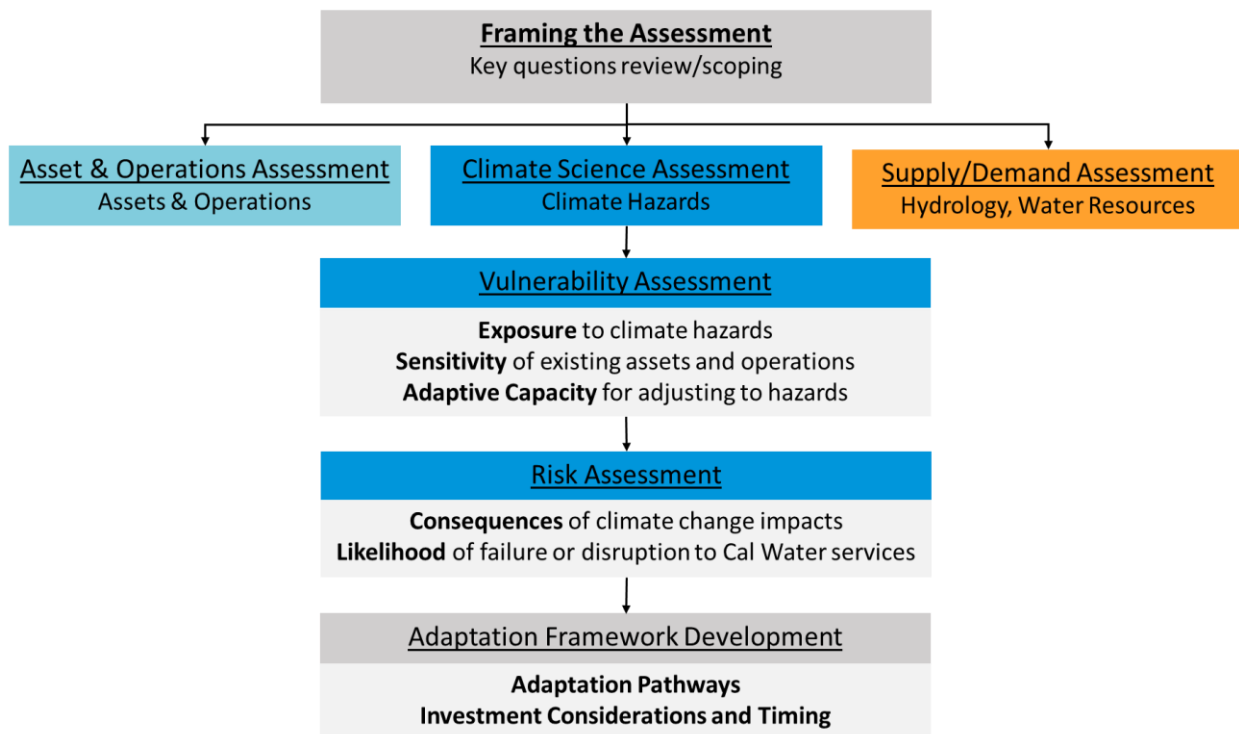 Framing the Assessment
Key questions review/scoping
Asset & Operations Assessment
Assets & Operations
Climate Science Assessment
Climate Hazards
Supply/Demand Assessment
Hydrology, Water Resources
Vulnerability Assessment
Exposure to climate hazards
Sensitivity of existing assets and operations
Adaptive Capacity for adjusting to hazards
Risk Assessment
Consequences of climate change impacts
Likelihood of failure or disruption to Cal Water services
Adaptation Framework Development
Adaptation Pathways
Investment Considerations and Timing